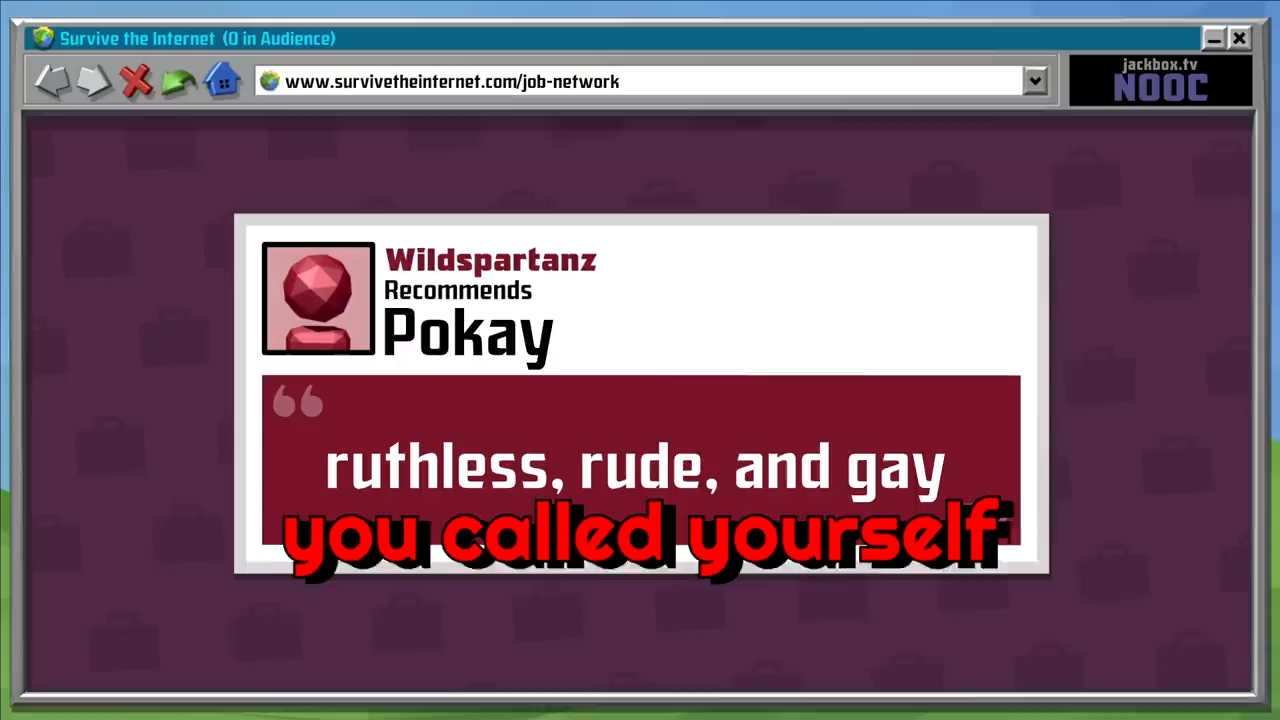 Survive the Internet (0 in Audience)
www.survivetheinternet.com/job-network
jackbox.tv
NOOC
Wildspartanz
Recommends
Pokay
“
ruthless, rude, and gay
you called yourself